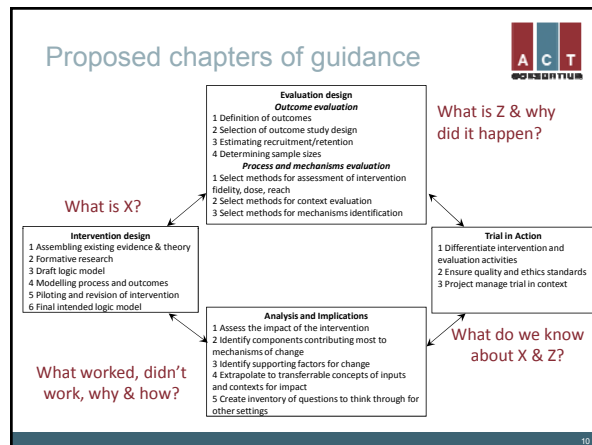 Proposed chapters of guidance
A C T
CONSORTIUM
Evaluation design
Outcome evaluation
1 Definition of outcomes
2 Selection of outcome study design
3 Estimating recruitment/retention
4 Determining sample sizes
Process and mechanisms evaluation
1 Select methods for assessment of intervention
fidelity, dose, reach
2 Select methods for context evaluation
3 Select methods for mechanisms identification
What is Z & why
did it happen?
What is X?
Intervention design
1 Assembling existing evidence & theory
2 Formative research
3 Draft logic model
4 Modelling process and outcomes
5 Piloting and revision of intervention
6 Final intended logic model
Trial in Action
1 Differentiate intervention and
evaluation activities
2 Ensure quality and ethics standards
3 Project manage trial in context
Analysis and Implications
1 Assess the impact of the intervention
2 Identify components contributing most to
mechanisms of change
3 Identify supporting factors for change
4 Extrapolate to transferrable concepts of inputs
and contexts for impact
5 Create inventory of questions to think through for
other settings
What worked, didn't
work, why & how?
What do we know
about X & Z?
10